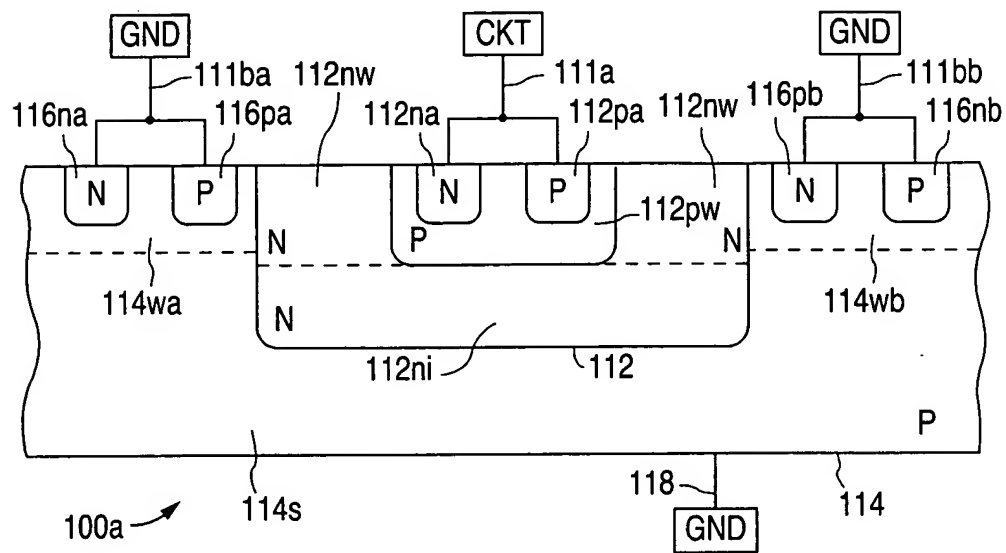 GND CKT GND
111ba 112nw 111a 112nw 111bb
116na 116pa 112na 112pa 116pb 116nb
N P N P N P
112pw
N P N
114wa 114wb
N
112ni 112
P
114s 118 114
100a GND